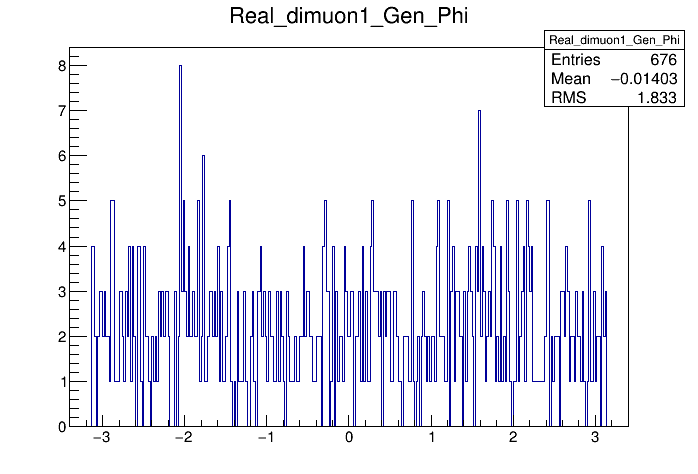 Real_dimuon1_Gen_Phi
Real_dimuon1_Gen_Phi
Entries 676
Mean −0.01403
RMS 1.833
8
7
6
5
4
3
2
1
0
−3 −2 −1 0 1 2 3